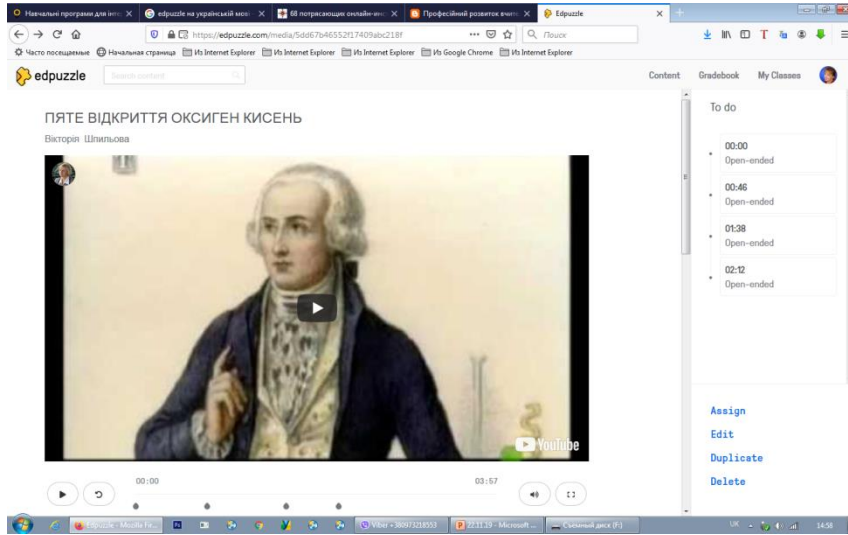 Навчальні програми для інте
edpuzzle на українській мові
68 потрясающих онлайн-инс
Професійний розвиток вчите
Edpuzzle
https://edpuzzle.com/media/5dd67b46552f17409abc218f
Поиск
Часто посещаемые
Начальная страница
Из Internet Explorer
Из Internet Explorer
Из Internet Explorer
Из Google Chrome
Из Internet Explorer
edpuzzle
Search content
Content
Gradebook
My Classes
ПЯТЕ ВІДКРИТТЯ ОКСИГЕН КИСЕНЬ
Вікторія Шпильова
YouTube
00:00
03:57
To do
00:00
Open-ended
00:46
Open-ended
01:38
Open-ended
02:12
Open-ended
Assign
Edit
Duplicate
Delete
Edpuzzle - Mozilla Fir...
Ps
Viber +380973218553
22.11.29 - Microsoft ...
Съемный диск (F:)
UK
14:58